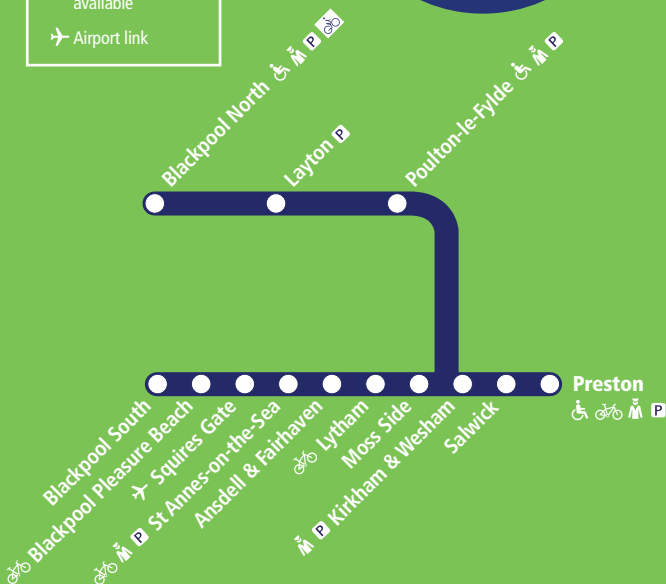 available
Airport link
Blackpool North P
Layton P
Poulton-le-Fylde P
Preston
P
Blackpool South
Blackpool Pleasure Beach
Squires Gate
P St Annes-on-the-Sea
Ansdell & Fairhaven
Lytham
Moss Side
P Kirkham & Wesham
Salwick